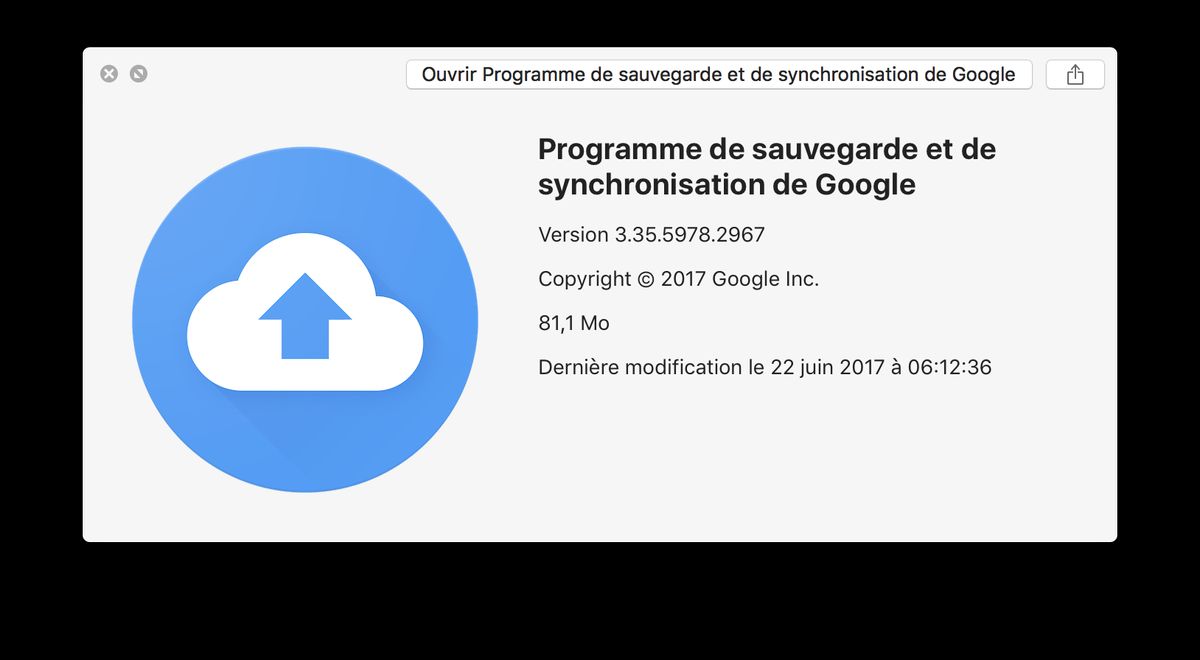 Ouvrir Programme de sauvegarde et de synchronisation de Google
Programme de sauvegarde et de
synchronisation de Google
Version 3.35.5978.2967
Copyright © 2017 Google Inc.
81,1 Mo
Dernière modification le 22 juin 2017 à 06:12:36